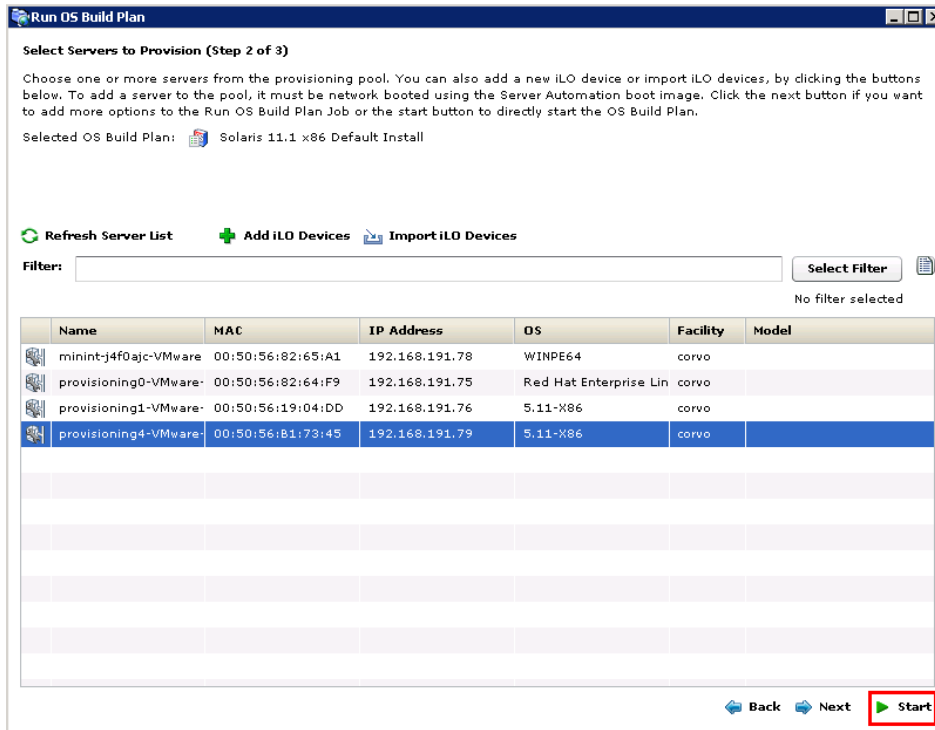 Run OS Build Plan
Select Servers to Provision (Step 2 of 3)
Choose one or more servers from the provisioning pool. You can also add a new iLO device or import iLO devices, by clicking the buttons
below. To add a server to the pool, it must be network booted using the Server Automation boot image. Click the next button if you want
to add more options to the Run OS Build Plan Job or the start button to directly start the OS Build Plan.
Selected OS Build Plan: Solaris 11.1 x86 Default Install
Refresh Server List Add iLO Devices Import iLO Devices
Filter: Select Filter
No filter selected
Name MAC IP Address OS Facility Model
minint-j4f0ajc-VMware 00:50:56:82:65:A1 192.168.191.78 WINPE64 corvo
provisioning0-VMware- 00:50:56:82:64:F9 192.168.191.75 Red Hat Enterprise Lin corvo
provisioning1-VMware- 00:50:56:19:04:DD 192.168.191.76 5.11-X86 corvo
provisioning4-VMware- 00:50:56:B1:73:45 192.168.191.79 5.11-X86 corvo
Back Next Start